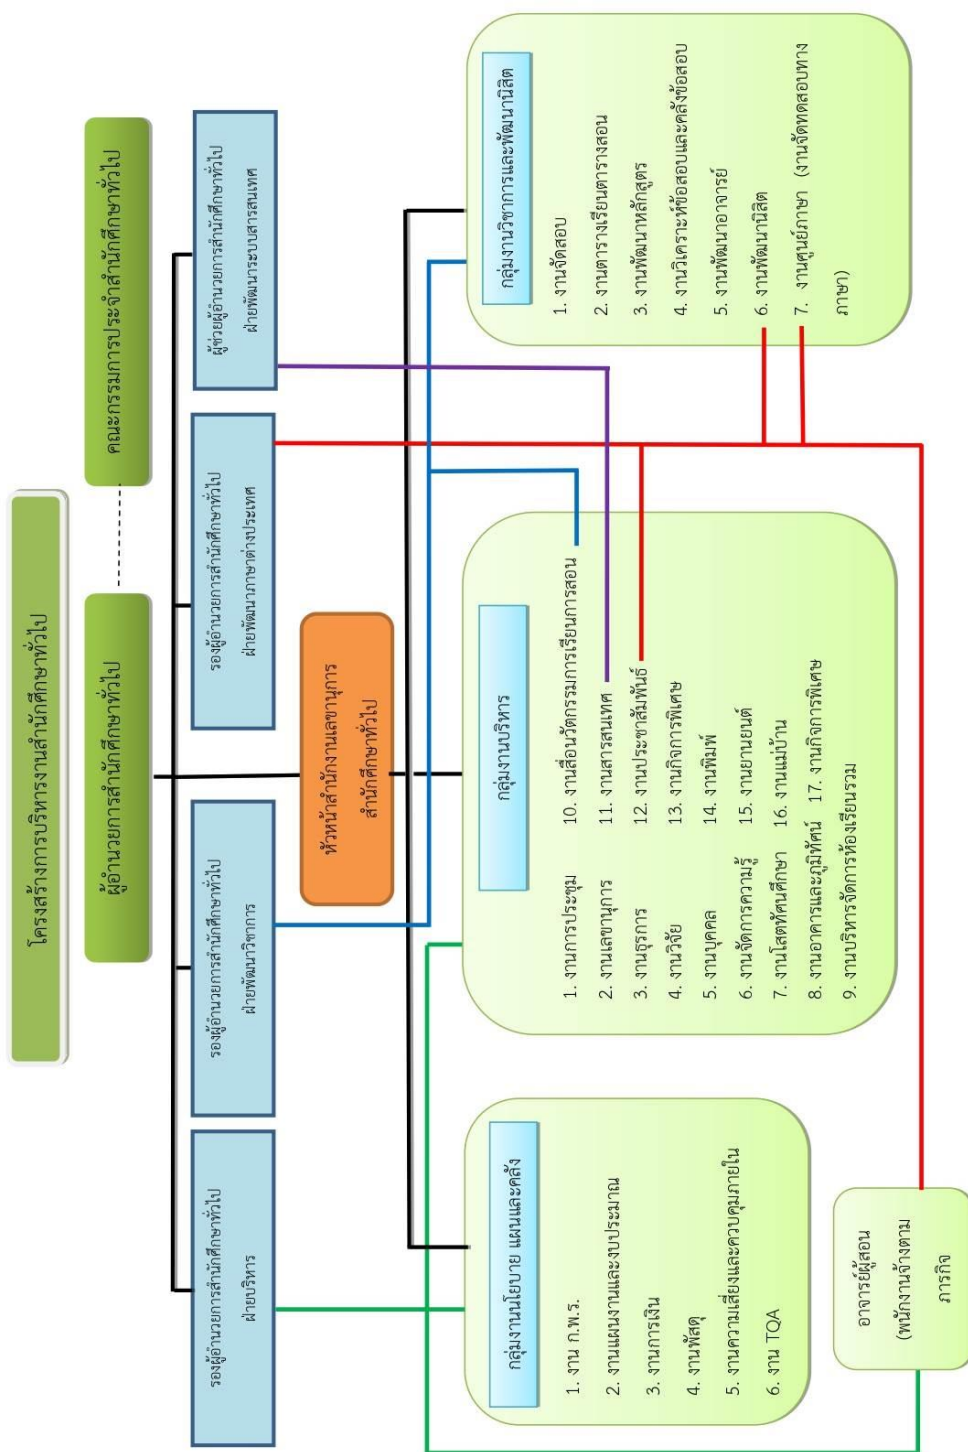 โครงสร้างการบริหารงานสำนักศึกษาทั่วไป
ผู้อำนวยการสำนักศึกษาทั่วไป
คณะกรรมการประจำสำนักศึกษาทั่วไป
รองผู้อำนวยการสำนักศึกษาทั่วไป
ฝ่ายบริหาร
รองผู้อำนวยการสำนักศึกษาทั่วไป
ฝ่ายพัฒนาวิชาการ
รองผู้อำนวยการสำนักศึกษาทั่วไป
ฝ่ายพัฒนาภาษาต่างประเทศ
ผู้ช่วยผู้อำนวยการสำนักศึกษาทั่วไป
ฝ่ายพัฒนาระบบสารสนเทศ
หัวหน้าสำนักงานเลขานุการ
สำนักศึกษาทั่วไป
กลุ่มงานนโยบาย แผนและคลัง
1. งาน ก.พ.ร.
2. งานแผนงานและงบประมาณ
3. งานการเงิน
4. งานพัสดุ
5. งานความเสี่ยงและควบคุมภายใน
6. งาน TQA
กลุ่มงานบริหาร
1. งานการประชุม
2. งานเลขานุการ
3. งานธุรการ
4. งานวิจัย
5. งานบุคคล
6. งานจัดการความรู้
7. งานโสตทัศนศึกษา
8. งานอาคารและภูมิทัศน์
9. งานบริหารจัดการห้องเรียนรวม
10. งานสื่อนวัตกรรมการเรียนการสอน
11. งานสารสนเทศ
12. งานประชาสัมพันธ์
13. งานกิจการพิเศษ
14. งานพิมพ์
15. งานยานยนต์
16. งานแม่บ้าน
17. งานกิจการพิเศษ
กลุ่มงานวิชาการและพัฒนานิสิต
1. งานจัดสอบ
2. งานตารางเรียนตารางสอน
3. งานพัฒนาหลักสูตร
4. งานวิเคราะห์ข้อสอบและคลังข้อสอบ
5. งานพัฒนาอาจารย์
6. งานพัฒนานิสิต
7. งานศูนย์ภาษา (งานจัดทดสอบทาง
ภาษา)
อาจารย์ผู้สอน
(พนักงานจ้างตาม
ภารกิจ